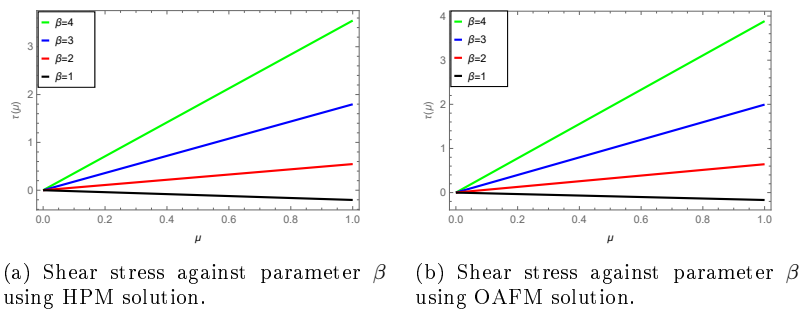 β=4
β=3
β=2
β=1
τ(μ)
3
2
1
0
0.0 0.2 0.4 0.6 0.8 1.0
μ
(a) Shear stress against parameter β
using HPM solution.
β=4
β=3
β=2
β=1
τ(μ)
4
3
2
1
0
0.0 0.2 0.4 0.6 0.8 1.0
μ
(b) Shear stress against parameter β
using OAFM solution.